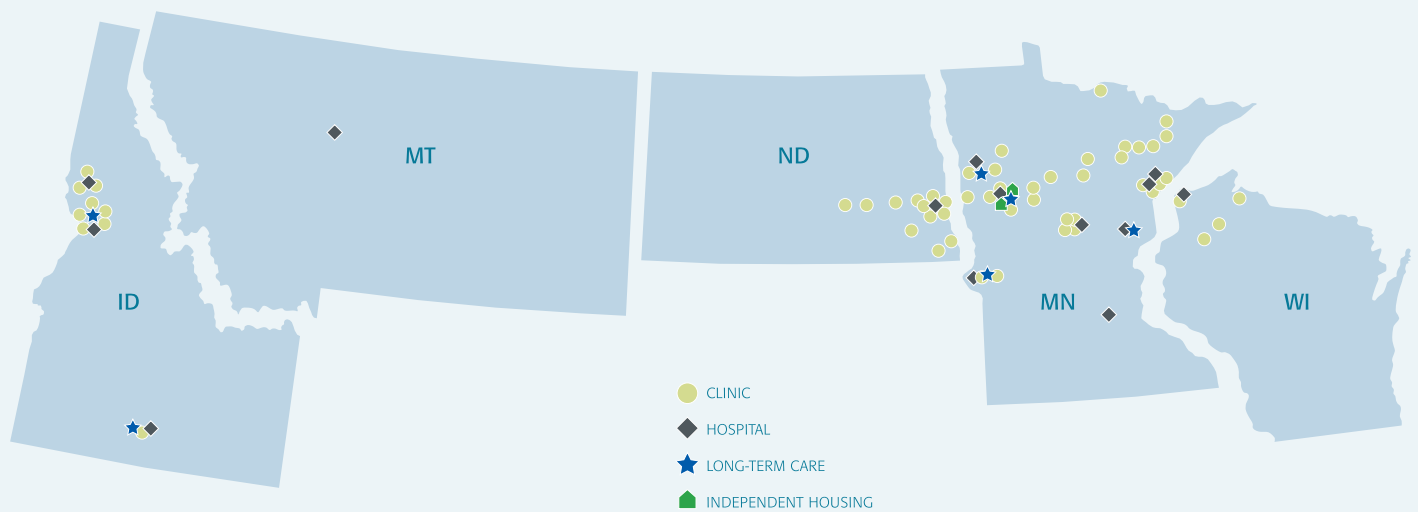 MT
ND
ID
MN
WI
CLINIC
HOSPITAL
LONG-TERM CARE
INDEPENDENT HOUSING